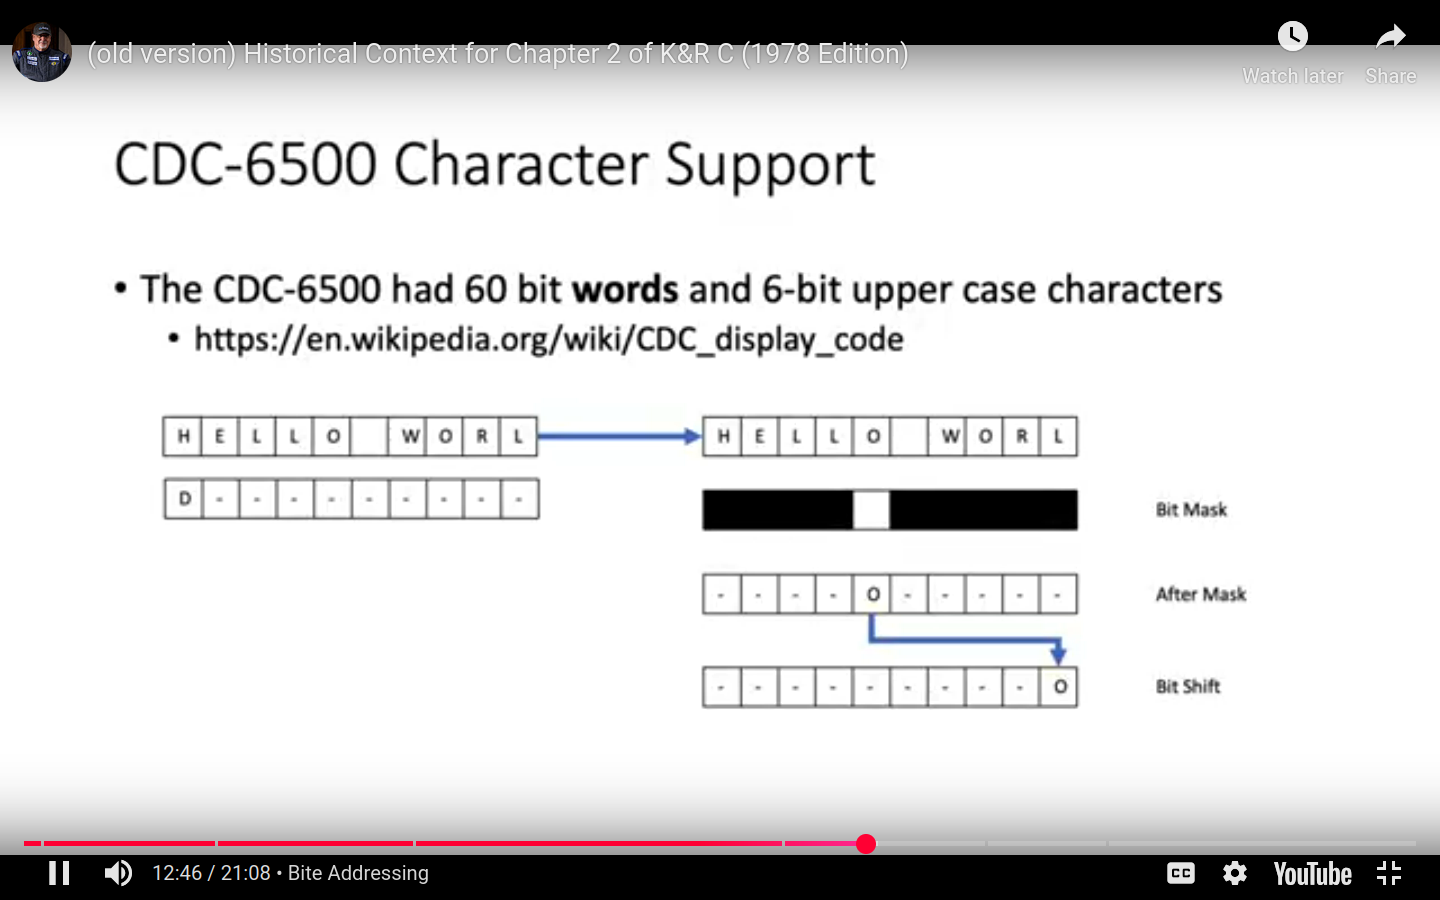 (old version) Historical Context for Chapter 2 of K&R C (1978 Edition)
Watch later
Share
CDC-6500 Character Support
• The CDC-6500 had 60 bit words and 6-bit upper case characters
• https://en.wikipedia.org/wiki/CDC_display_code
H E L L O W O R L
H E L L O W O R L
D - - - - - - - - -
Bit Mask
- - - - O - - - - -
After Mask
- - - - - - - - - O
Bit Shift
12:46 / 21:08 • Bite Addressing
CC
YouTube